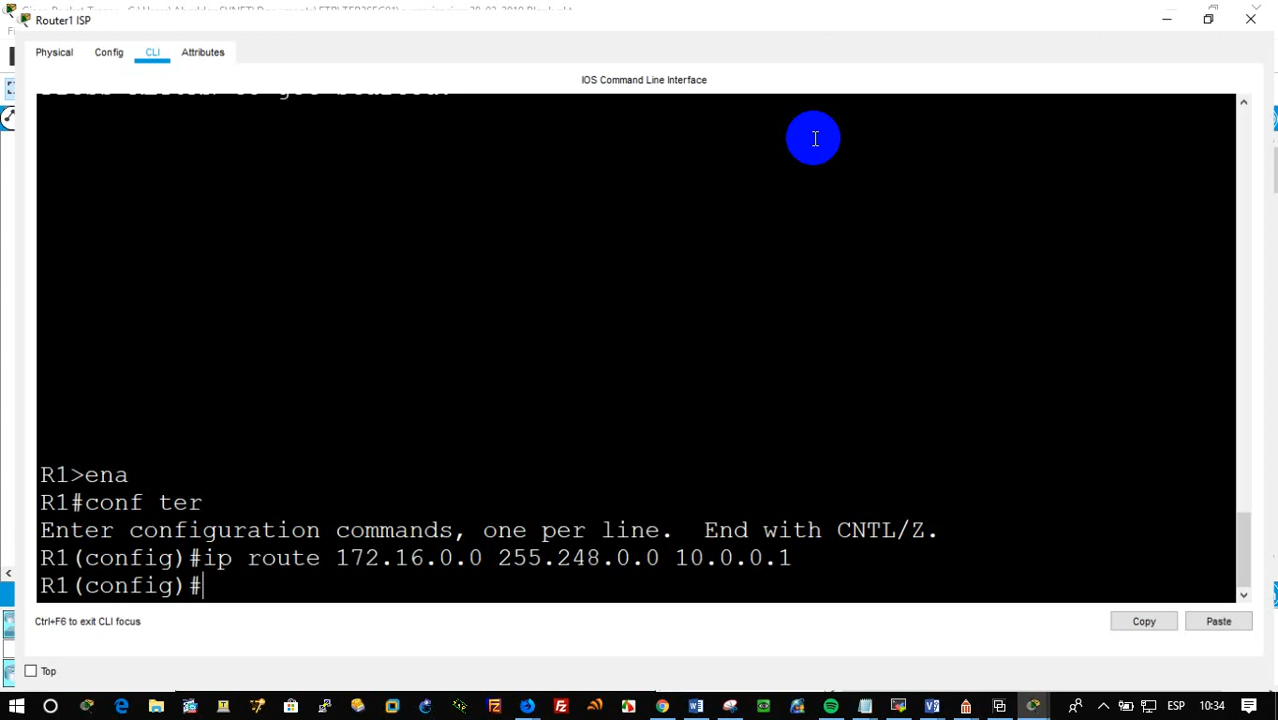 Router1 ISP
Physical Config CLI Attributes
IOS Command Line Interface
R1>ena
R1#conf ter
Enter configuration commands, one per line.  End with CNTL/Z.
R1(config)#ip route 172.16.0.0 255.248.0.0 10.0.0.1
R1(config)#
Ctrl+F6 to exit CLI focus
Copy Paste
Top
ESP 10:34